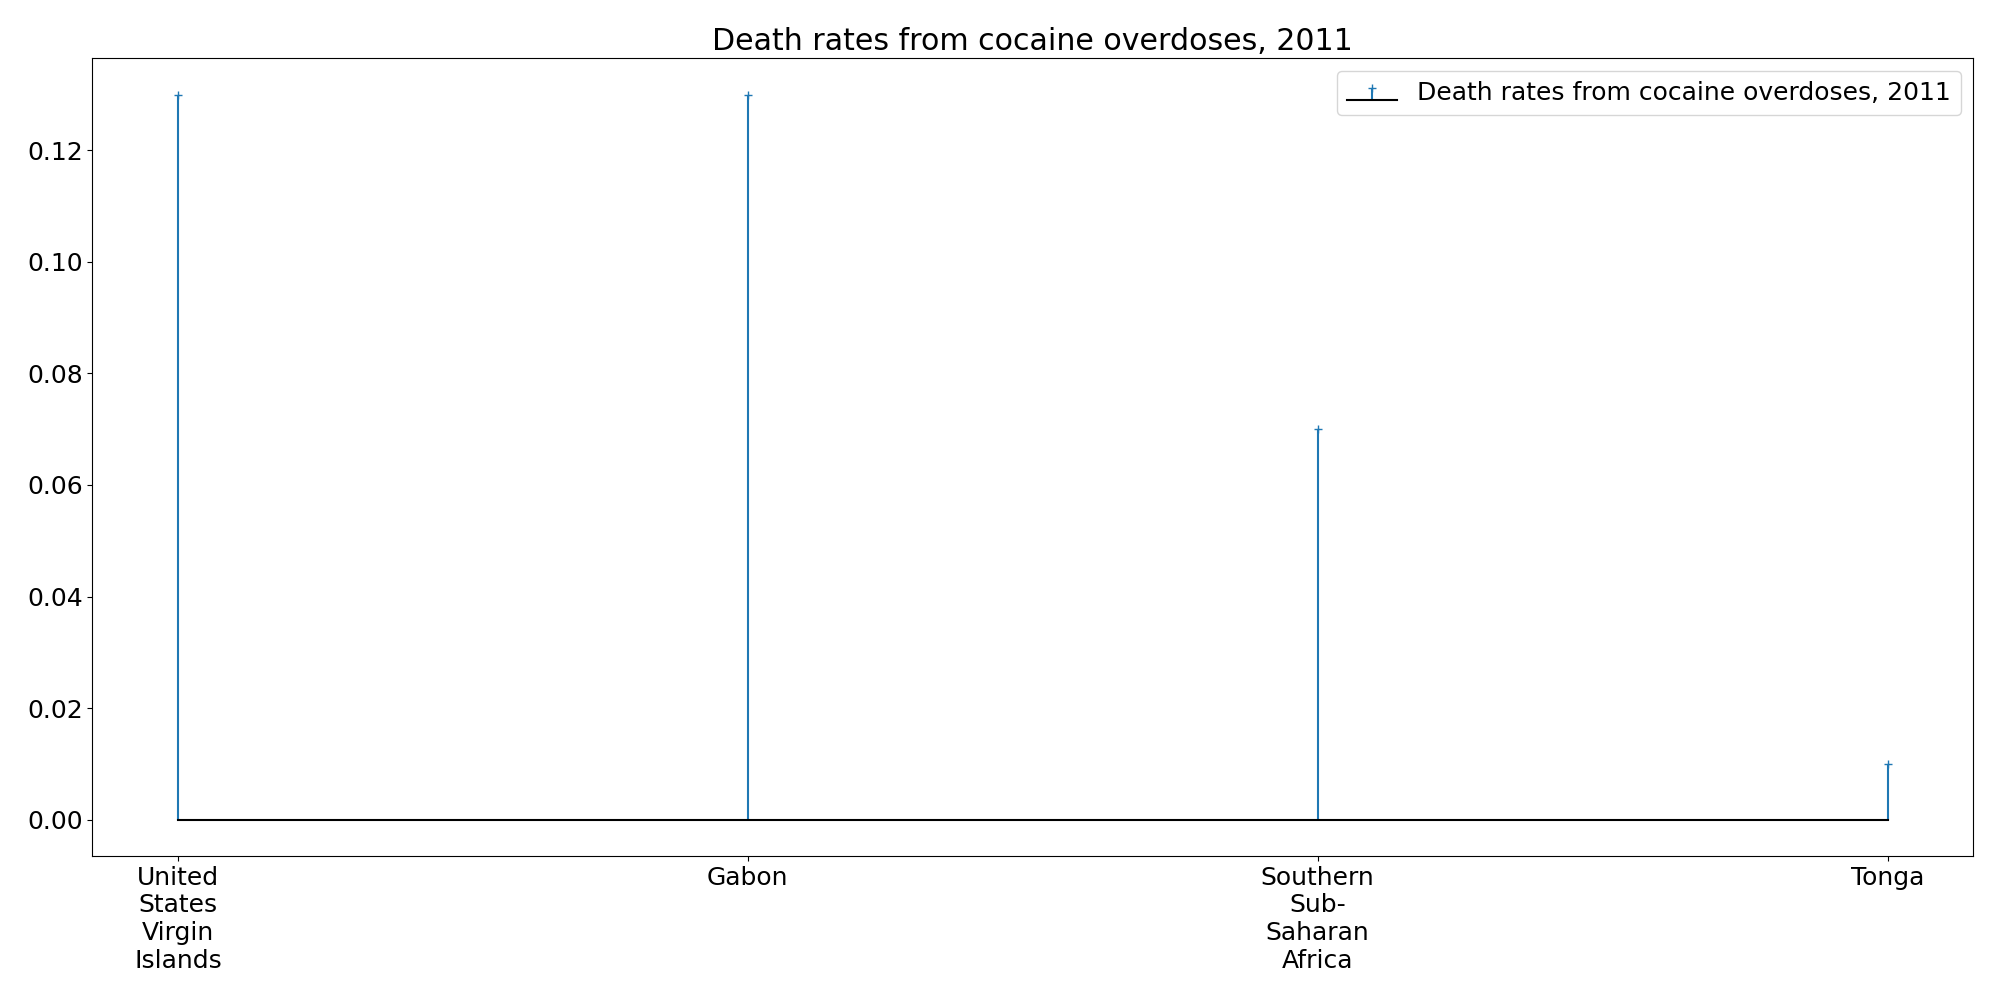 Death rates from cocaine overdoses, 2011
Death rates from cocaine overdoses, 2011
0.12
0.10
0.08
0.06
0.04
0.02
0.00
United
States
Virgin
Islands
Gabon
Southern
Sub-
Saharan
Africa
Tonga